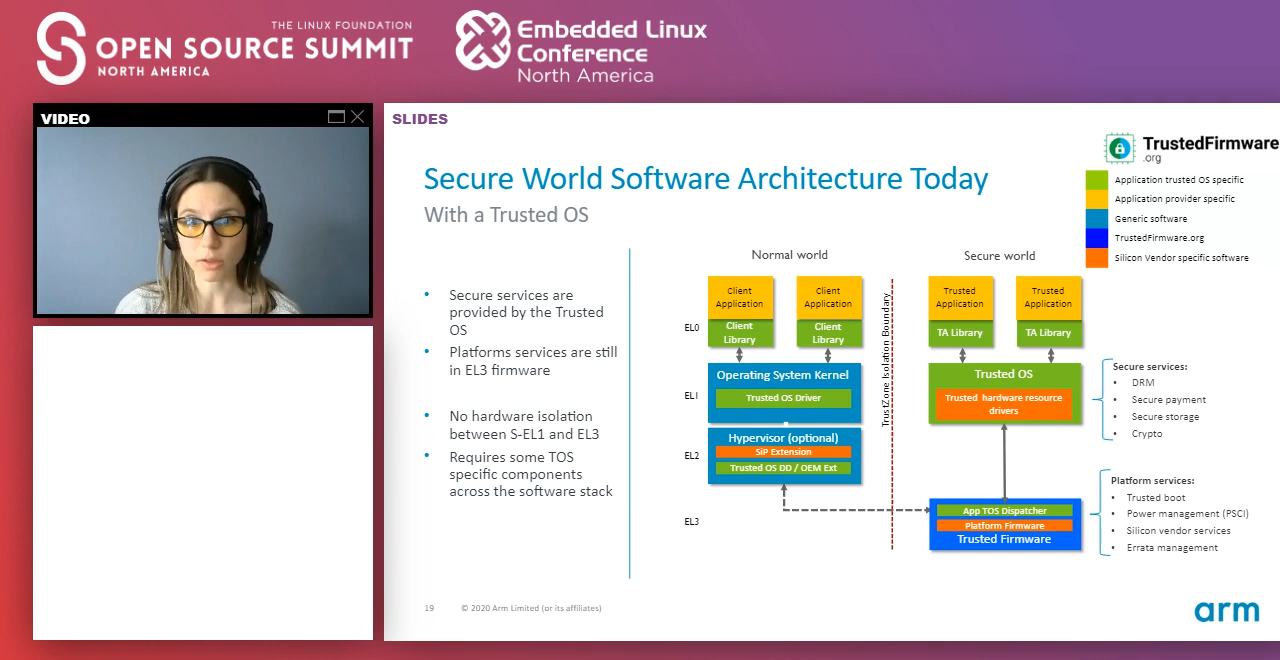 THE LINUX FOUNDATION
OPEN SOURCE SUMMIT
NORTH AMERICA
Embedded Linux
Conference
North America
VIDEO
SLIDES
TrustedFirmware
.org
Secure World Software Architecture Today
With a Trusted OS
Application trusted OS specific
Application provider specific
Generic software
TrustedFirmware.org
Silicon Vendor specific software
• Secure services are
provided by the Trusted
OS
• Platforms services are still
in EL3 firmware
• No hardware isolation
between S-EL1 and EL3
• Requires some TOS
specific components
across the software stack
Normal world
Secure world
EL0
EL1
EL2
EL3
Client
Application
Client
Library
Client
Application
Client
Library
Operating System Kernel
Trusted OS Driver
Hypervisor (optional)
SiP Extension
Trusted OS DD / OEM Ext
TrustZone Isolation Boundary
Trusted
Application
TA Library
Trusted
Application
TA Library
Trusted OS
Trusted hardware resource
drivers
App TOS Dispatcher
Platform Firmware
Trusted Firmware
Secure services:
• DRM
• Secure payment
• Secure storage
• Crypto
Platform services:
• Trusted boot
• Power management (PSCI)
• Silicon vendor services
• Errata management
19 © 2020 Arm Limited (or its affiliates)
arm